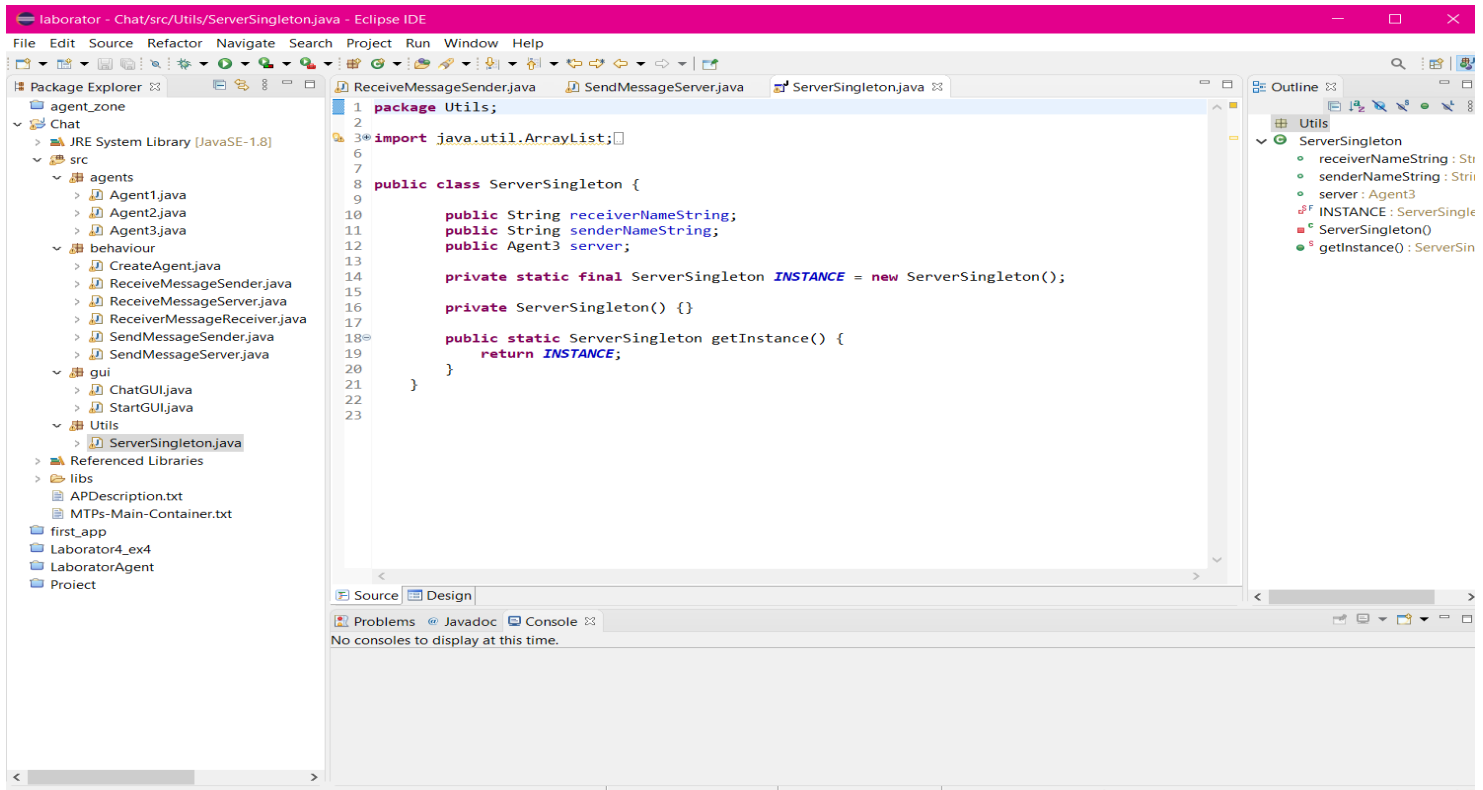 laborator - Chat/src/Utils/ServerSingleton.java - Eclipse IDE
File Edit Source Refactor Navigate Search Project Run Window Help
Package Explorer
agent_zone
Chat
JRE System Library [JavaSE-1.8]
src
agents
Agent1.java
Agent2.java
Agent3.java
behaviour
CreateAgent.java
ReceiveMessageSender.java
ReceiveMessageServer.java
ReceiverMessageReceiver.java
SendMessageSender.java
SendMessageServer.java
gui
ChatGUI.java
StartGUI.java
Utils
ServerSingleton.java
Referenced Libraries
libs
APDescription.txt
MTPs-Main-Container.txt
first_app
Laborator4_ex4
LaboratorAgent
Proiect
ReceiveMessageSender.java SendMessageServer.java ServerSingleton.java
1 package Utils;
2
3 import java.util.ArrayList;
6
7
8 public class ServerSingleton {
9
10 public String receiverNameString;
11 public String senderNameString;
12 public Agent3 server;
13
14 private static final ServerSingleton INSTANCE = new ServerSingleton();
15
16 private ServerSingleton() {}
17
18 public static ServerSingleton getInstance() {
19 return INSTANCE;
20 }
21 }
22
23
Source Design
Problems Javadoc Console
No consoles to display at this time.
Outline
Utils
ServerSingleton
receiverNameString : Str
senderNameString : Strin
server : Agent3
INSTANCE : ServerSingle
ServerSingleton()
getInstance() : ServerSin